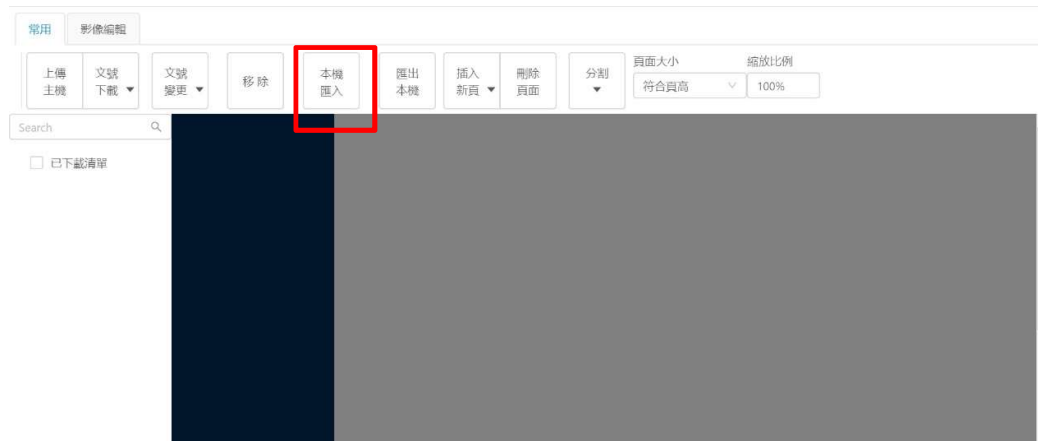 常用 影像編輯
上傳 文號 文號 移除 本機 匯出 插入 刪除 分割 頁面大小 縮放比例
主機 下載 變更 匯入 本機 新頁 頁面 符合頁高 100%
Search
已下載清單